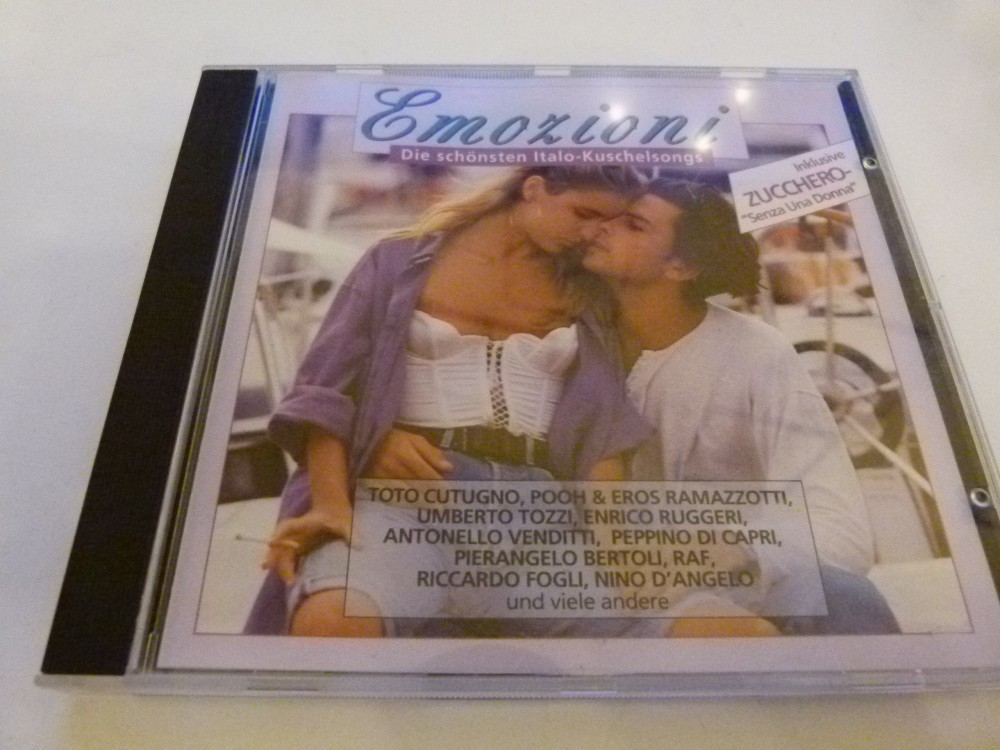 Emozioni
Die schönsten Italo-Kuschelsongs
Inklusive
ZUCCHERO-
"Senza Una Donna"
TOTO CUTUGNO, POOH & EROS RAMAZZOTTI,
UMBERTO TOZZI, ENRICO RUGGERI,
ANTONELLO VENDITTI, PEPPINO DI CAPRI,
PIERANGELO BERTOLI, RAF,
RICCARDO FOGLI, NINO D'ANGELO
und viele andere